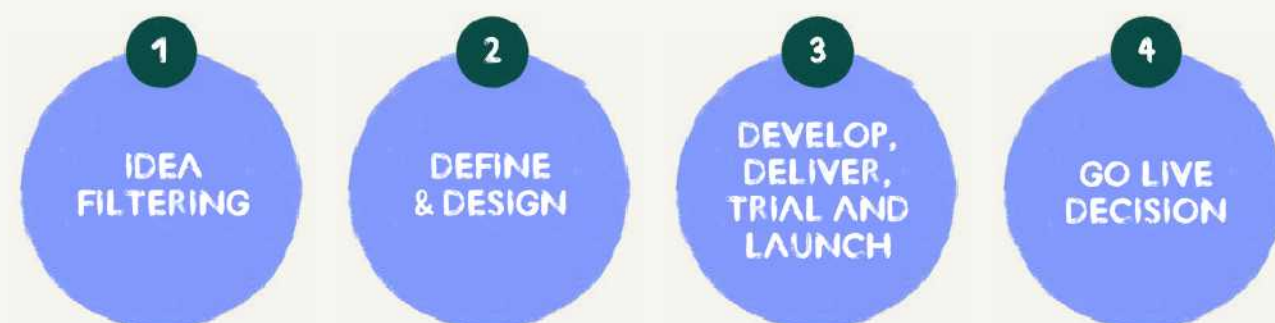 1
IDEA
FILTERING
2
DEFINE
& DESIGN
3
DEVELOP,
DELIVER,
TRIAL AND
LAUNCH
4
GO LIVE
DECISION